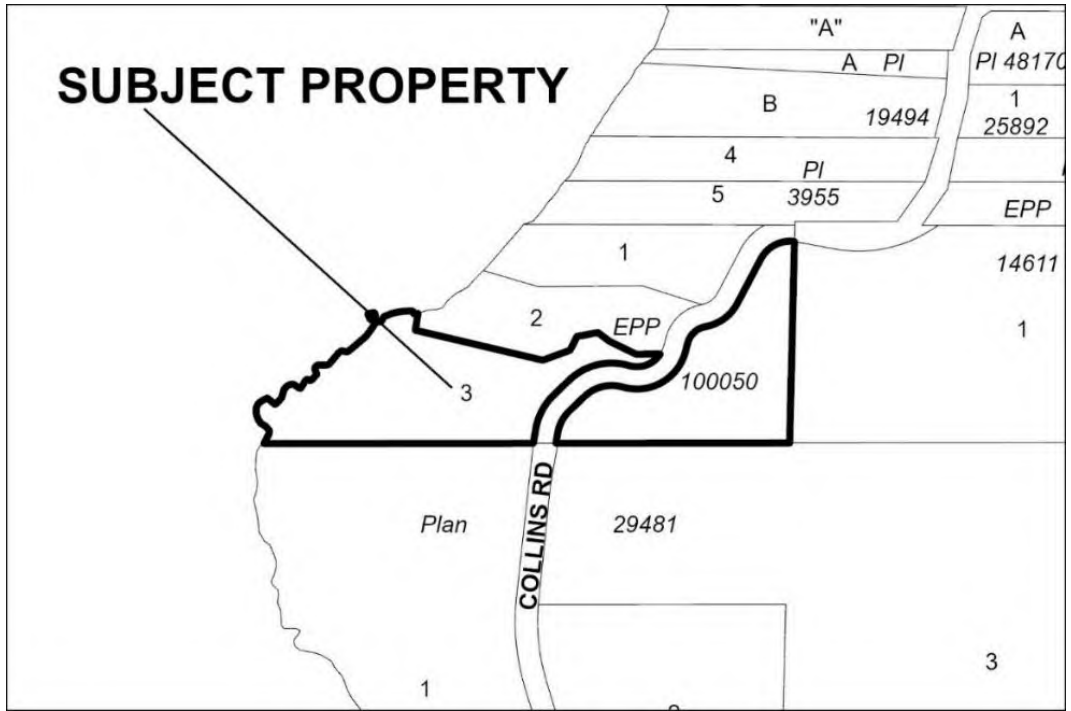 "A"
A
A Pl
Pl 48170
SUBJECT PROPERTY
B
19494
1
25892
4
Pl
5
3955
EPP
1
14611
2
EPP
1
3
100050
COLLINS RD
Plan
29481
1
3